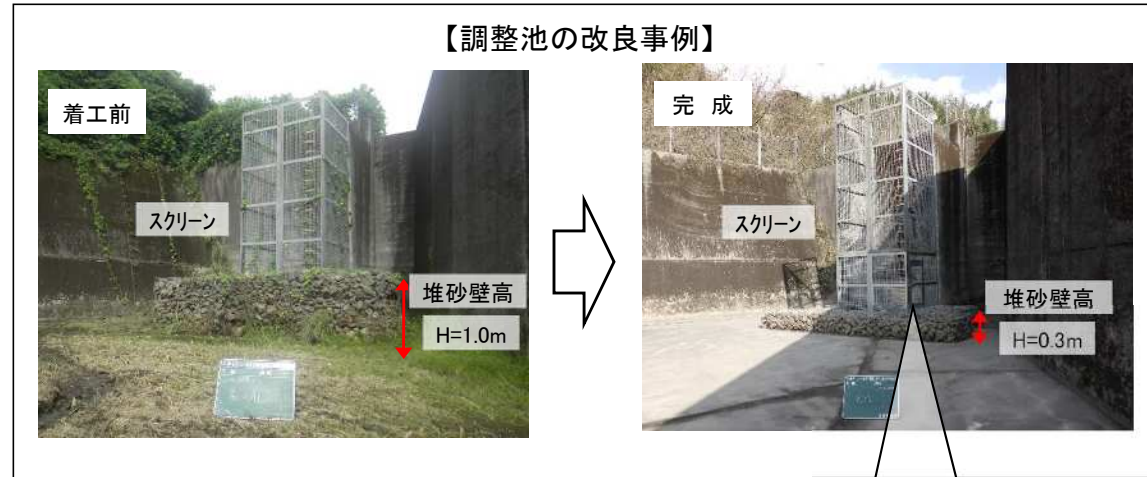 【調整池の改良事例】
着工前
スクリーン
堆砂壁高
H=1.0m
完 成
スクリーン
堆砂壁高
H=0.3m